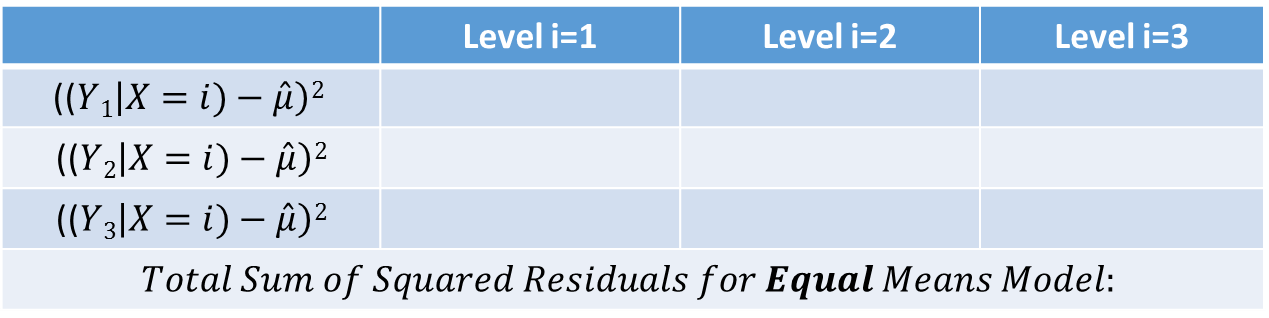 Level i=1 Level i=2 Level i=3
((Y₁|X = i) − μ̂)²
((Y₂|X = i) − μ̂)²
((Y₃|X = i) − μ̂)²
Total Sum of Squared Residuals for Equal Means Model: